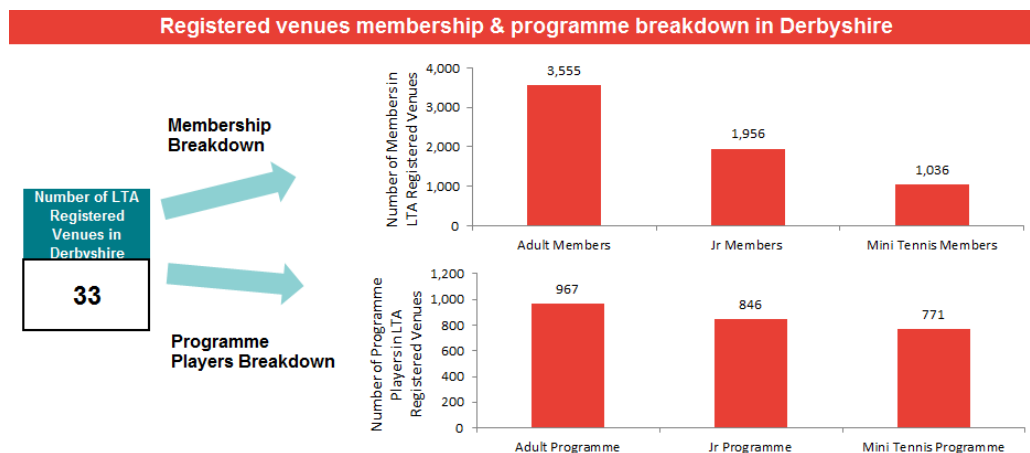 Registered venues membership & programme breakdown in Derbyshire
Membership
Breakdown
Number of LTA
Registered
Venues in
Derbyshire
33
Programme
Players Breakdown
Number of Members in
LTA Registered Venues
4,000
3,000
2,000
1,000
0
3,555
1,956
1,036
Adult Members
Jr Members
Mini Tennis Members
Number of Programme
Players in LTA
Registered Venues
1,200
1,000
800
600
400
200
0
967
846
771
Adult Programme
Jr Programme
Mini Tennis Programme